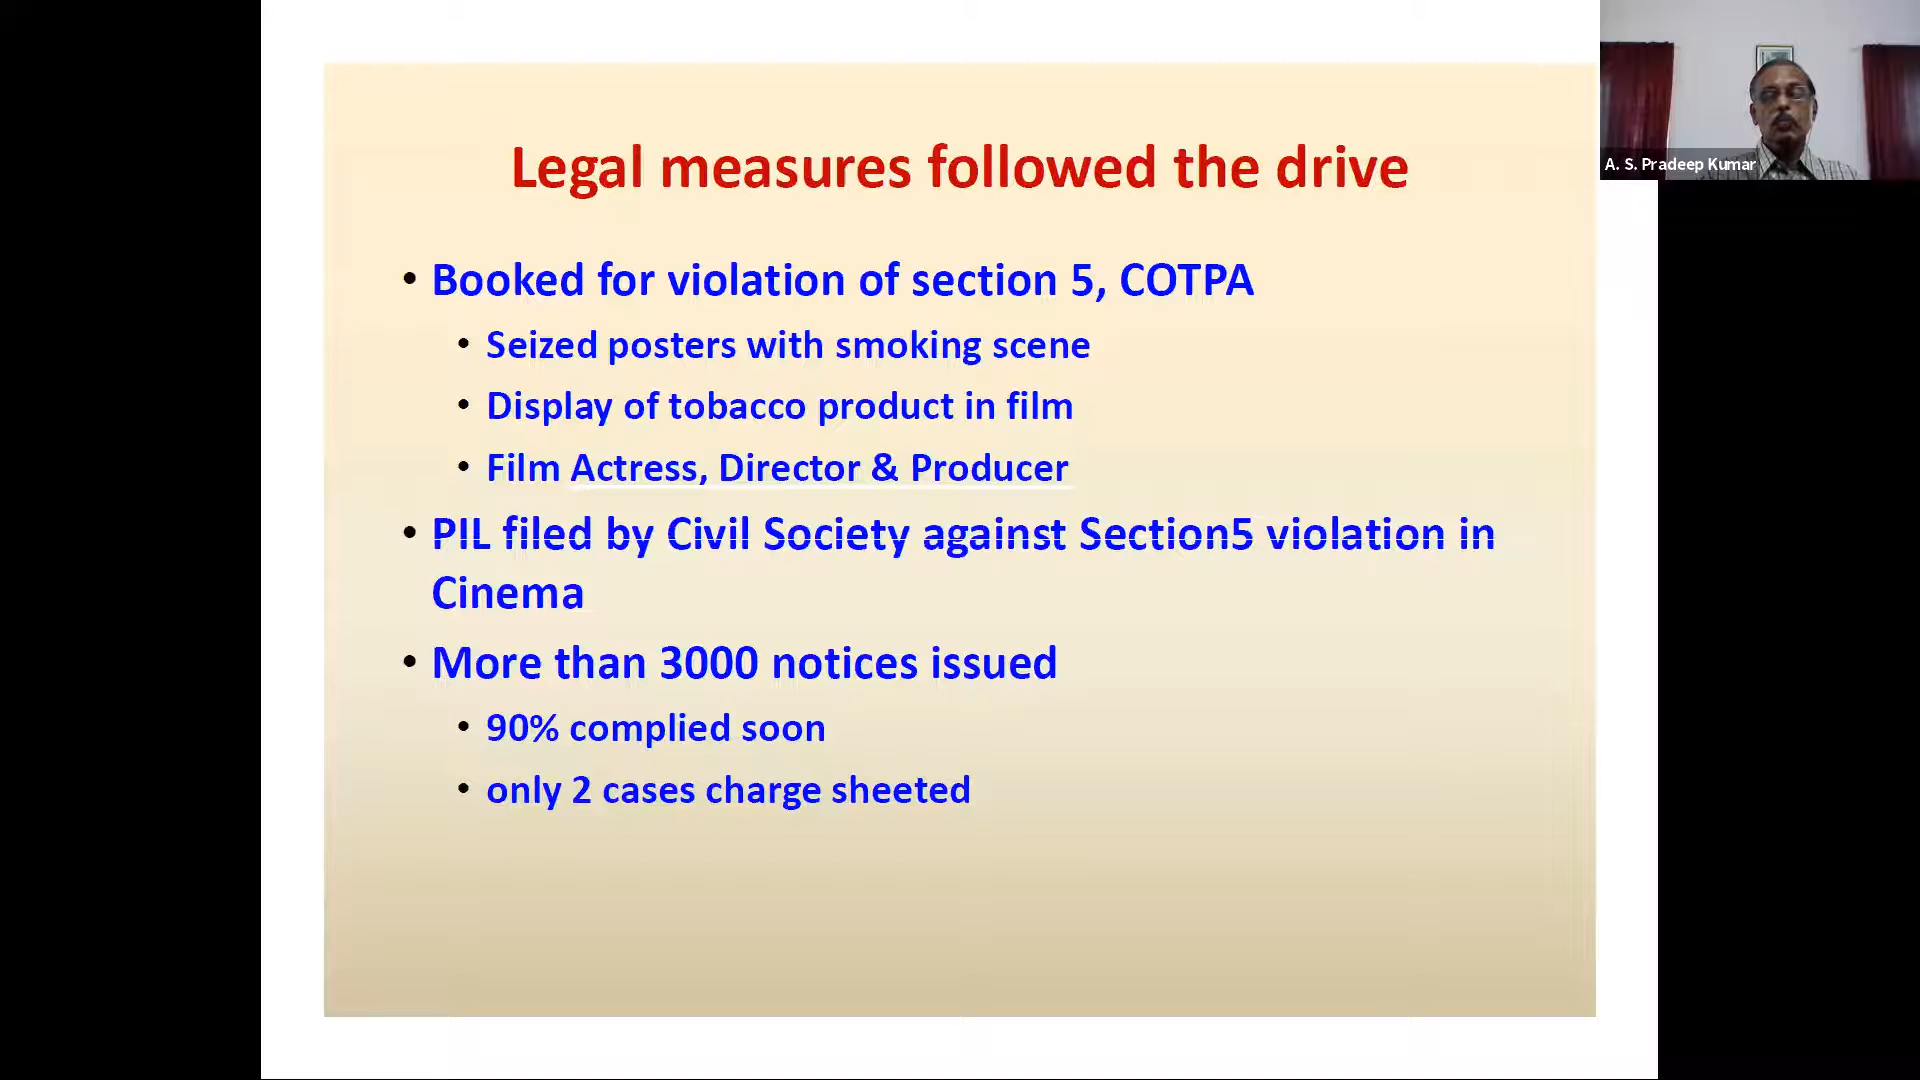 Legal measures followed the drive
• Booked for violation of section 5, COTPA
• Seized posters with smoking scene
• Display of tobacco product in film
• Film Actress, Director & Producer
• PIL filed by Civil Society against Section5 violation in
Cinema
• More than 3000 notices issued
• 90% complied soon
• only 2 cases charge sheeted
A. S. Pradeep Kumar